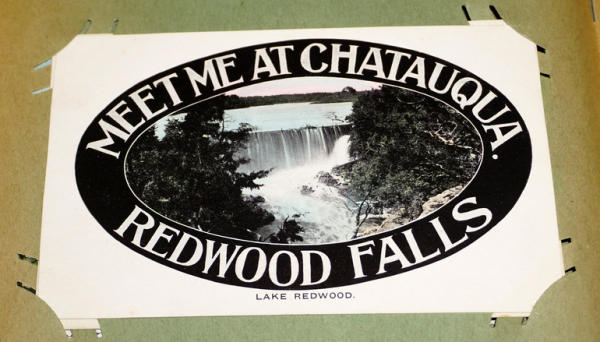 MEET ME AT CHATAUQUA.
REDWOOD FALLS
LAKE REDWOOD.